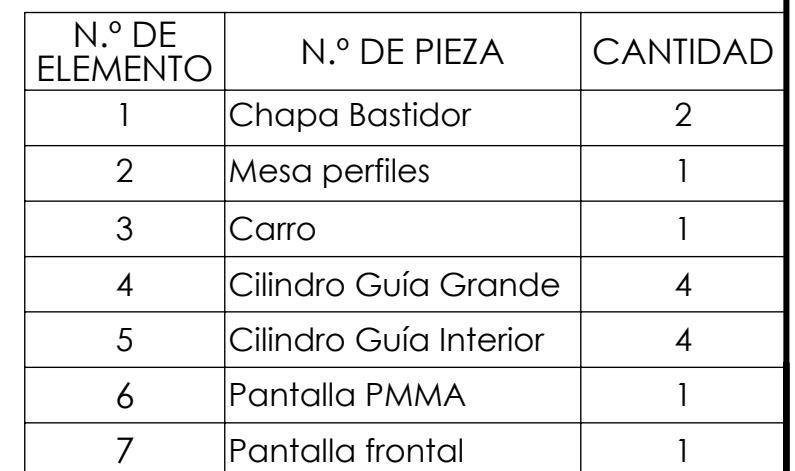 N.º DE ELEMENTO N.º DE PIEZA CANTIDAD
1 Chapa Bastidor 2
2 Mesa perfiles 1
3 Carro 1
4 Cilindro Guía Grande 4
5 Cilindro Guía Interior 4
6 Pantalla PMMA 1
7 Pantalla frontal 1